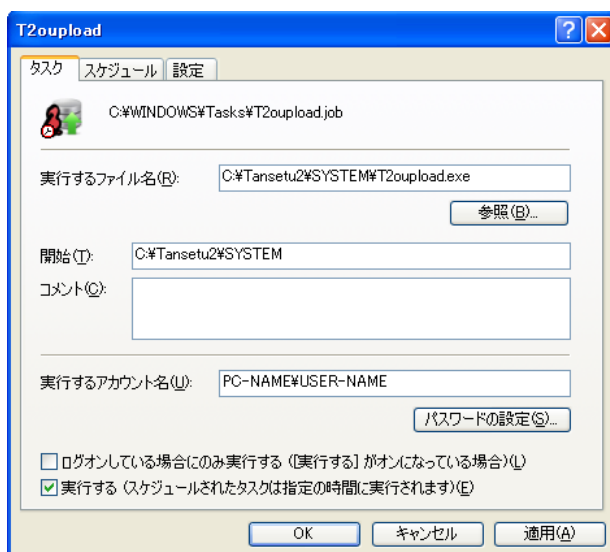 T2oupload
タスク スケジュール 設定
C:¥WINDOWS¥Tasks¥T2oupload.job
実行するファイル名(R): C:¥Tansetu2¥SYSTEM¥T2oupload.exe
参照(B)...
開始(T): C:¥Tansetu2¥SYSTEM
コメント(C):
実行するアカウント名(U): PC-NAME¥USER-NAME
パスワードの設定(S)...
ログオンしている場合にのみ実行する ([実行する] がオンになっている場合)(L)
実行する (スケジュールされたタスクは指定の時間に実行されます)(E)
OK キャンセル 適用(A)